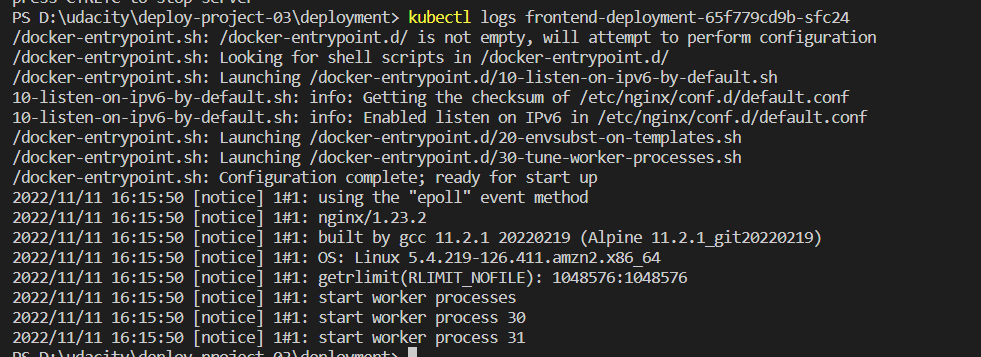 press CTRL+C to stop server
PS D:\udacity\deploy-project-03\deployment> kubectl logs frontend-deployment-65f779cd9b-sfc24
/docker-entrypoint.sh: /docker-entrypoint.d/ is not empty, will attempt to perform configuration
/docker-entrypoint.sh: Looking for shell scripts in /docker-entrypoint.d/
/docker-entrypoint.sh: Launching /docker-entrypoint.d/10-listen-on-ipv6-by-default.sh
10-listen-on-ipv6-by-default.sh: info: Getting the checksum of /etc/nginx/conf.d/default.conf
10-listen-on-ipv6-by-default.sh: info: Enabled listen on IPv6 in /etc/nginx/conf.d/default.conf
/docker-entrypoint.sh: Launching /docker-entrypoint.d/20-envsubst-on-templates.sh
/docker-entrypoint.sh: Launching /docker-entrypoint.d/30-tune-worker-processes.sh
/docker-entrypoint.sh: Configuration complete; ready for start up
2022/11/11 16:15:50 [notice] 1#1: using the "epoll" event method
2022/11/11 16:15:50 [notice] 1#1: nginx/1.23.2
2022/11/11 16:15:50 [notice] 1#1: built by gcc 11.2.1 20220219 (Alpine 11.2.1_git20220219)
2022/11/11 16:15:50 [notice] 1#1: OS: Linux 5.4.219-126.411.amzn2.x86_64
2022/11/11 16:15:50 [notice] 1#1: getrlimit(RLIMIT_NOFILE): 1048576:1048576
2022/11/11 16:15:50 [notice] 1#1: start worker processes
2022/11/11 16:15:50 [notice] 1#1: start worker process 30
2022/11/11 16:15:50 [notice] 1#1: start worker process 31
PS D:\udacity\deploy-project-03\deployment>